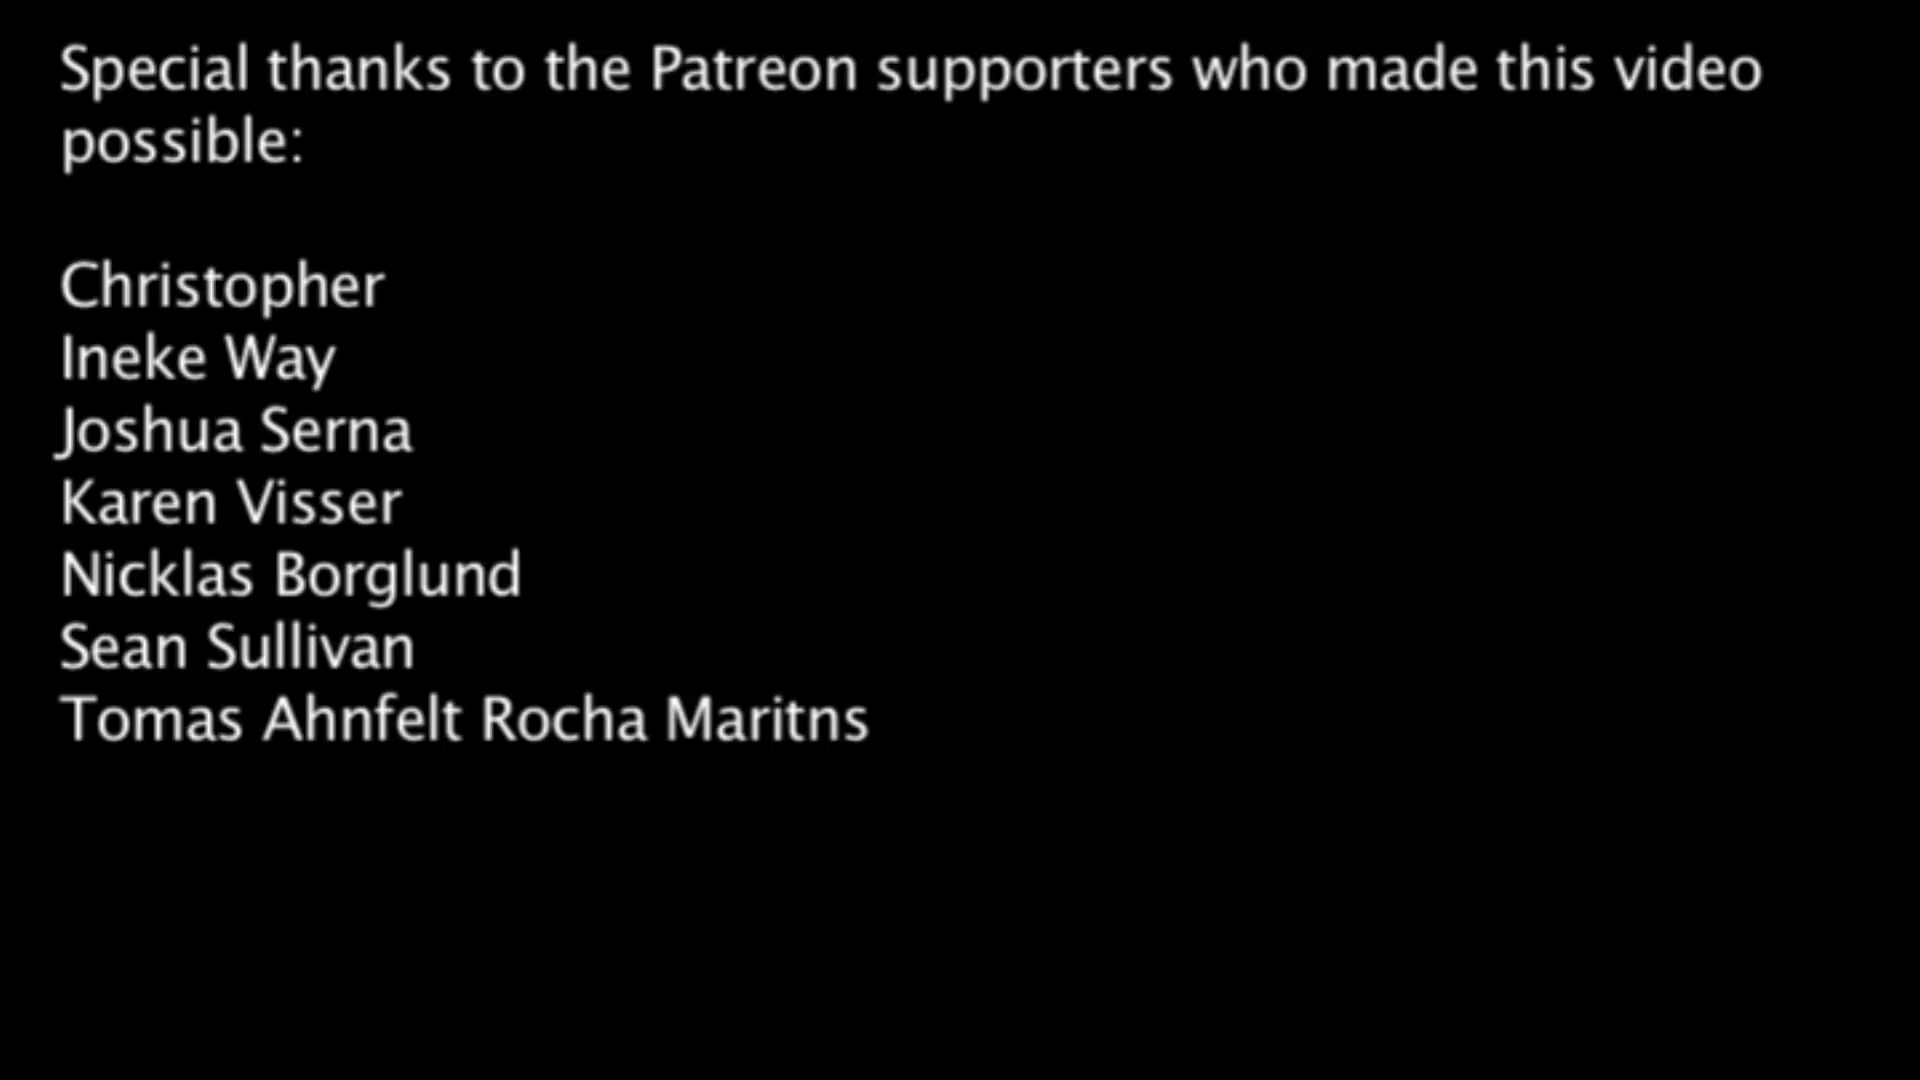 Special thanks to the Patreon supporters who made this video
possible:
Christopher
Ineke Way
Joshua Serna
Karen Visser
Nicklas Borglund
Sean Sullivan
Tomas Ahnfelt Rocha Maritns